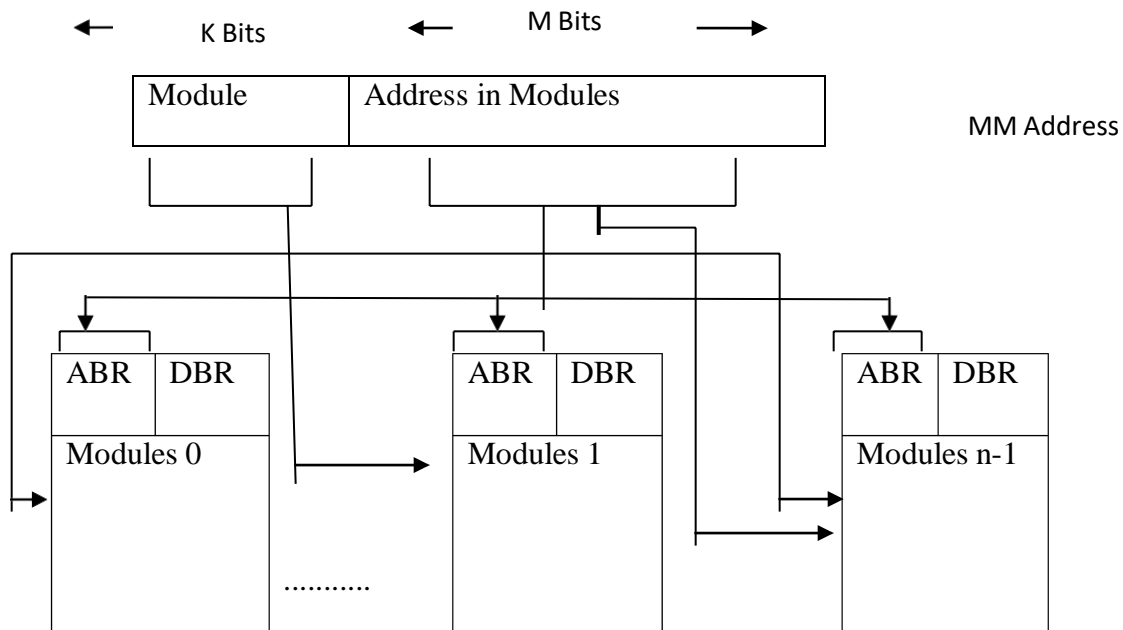 K Bits
M Bits
Module
Address in Modules
MM Address
ABR DBR
ABR DBR
ABR DBR
Modules 0
Modules 1
Modules n-1
...........